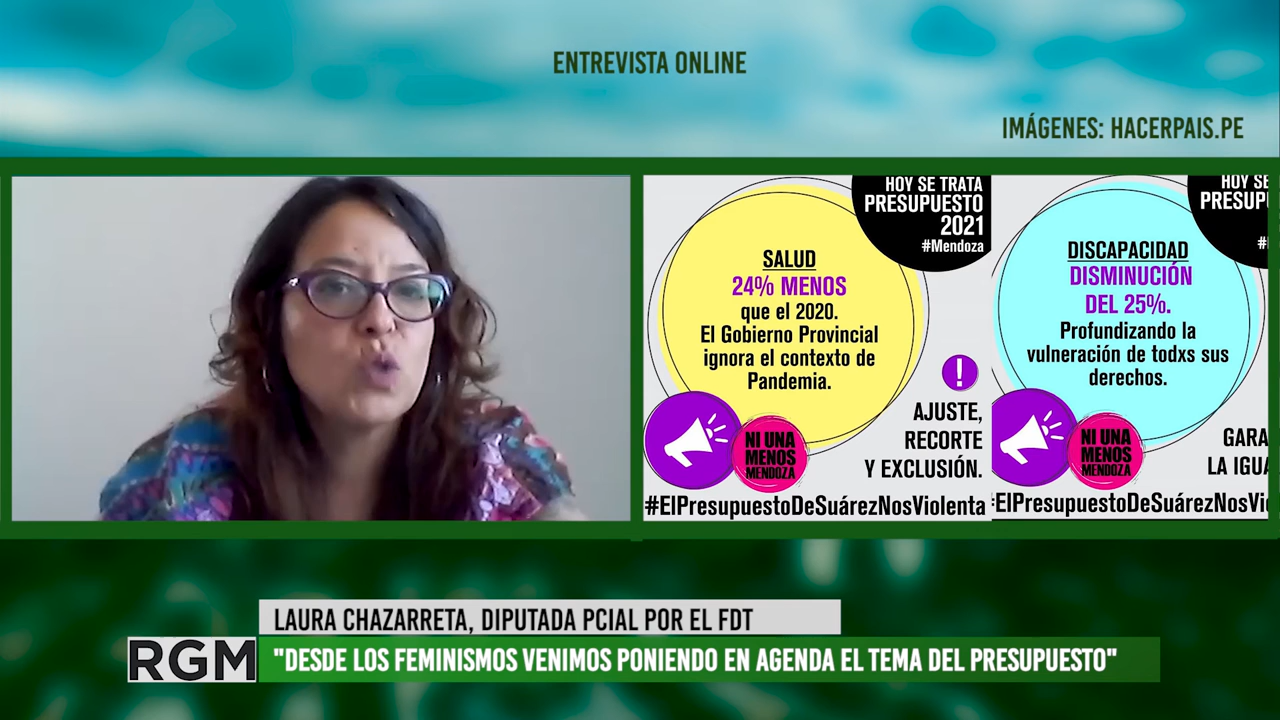 ENTREVISTA ONLINE
IMÁGENES: HACERPAIS.PE
HOY SE TRATA
PRESUPUESTO
2021
#Mendoza
SALUD
24% MENOS
que el 2020.
El Gobierno Provincial
ignora el contexto de
Pandemia.
!
AJUSTE,
RECORTE
Y EXCLUSIÓN.
NI UNA
MENOS
MENDOZA
#ElPresupuestoDeSuárezNosViolenta
HOY SE
PRESUP
#
DISCAPACIDAD
DISMINUCIÓN
DEL 25%.
Profundizando la
vulneración de todxs sus
derechos.
GARA
LA IGUA
NI UNA
MENOS
MENDOZA
#ElPresupuestoDeSuárezNosVi
LAURA CHAZARRETA, DIPUTADA PCIAL POR EL FDT
RGM
"DESDE LOS FEMINISMOS VENIMOS PONIENDO EN AGENDA EL TEMA DEL PRESUPUESTO"